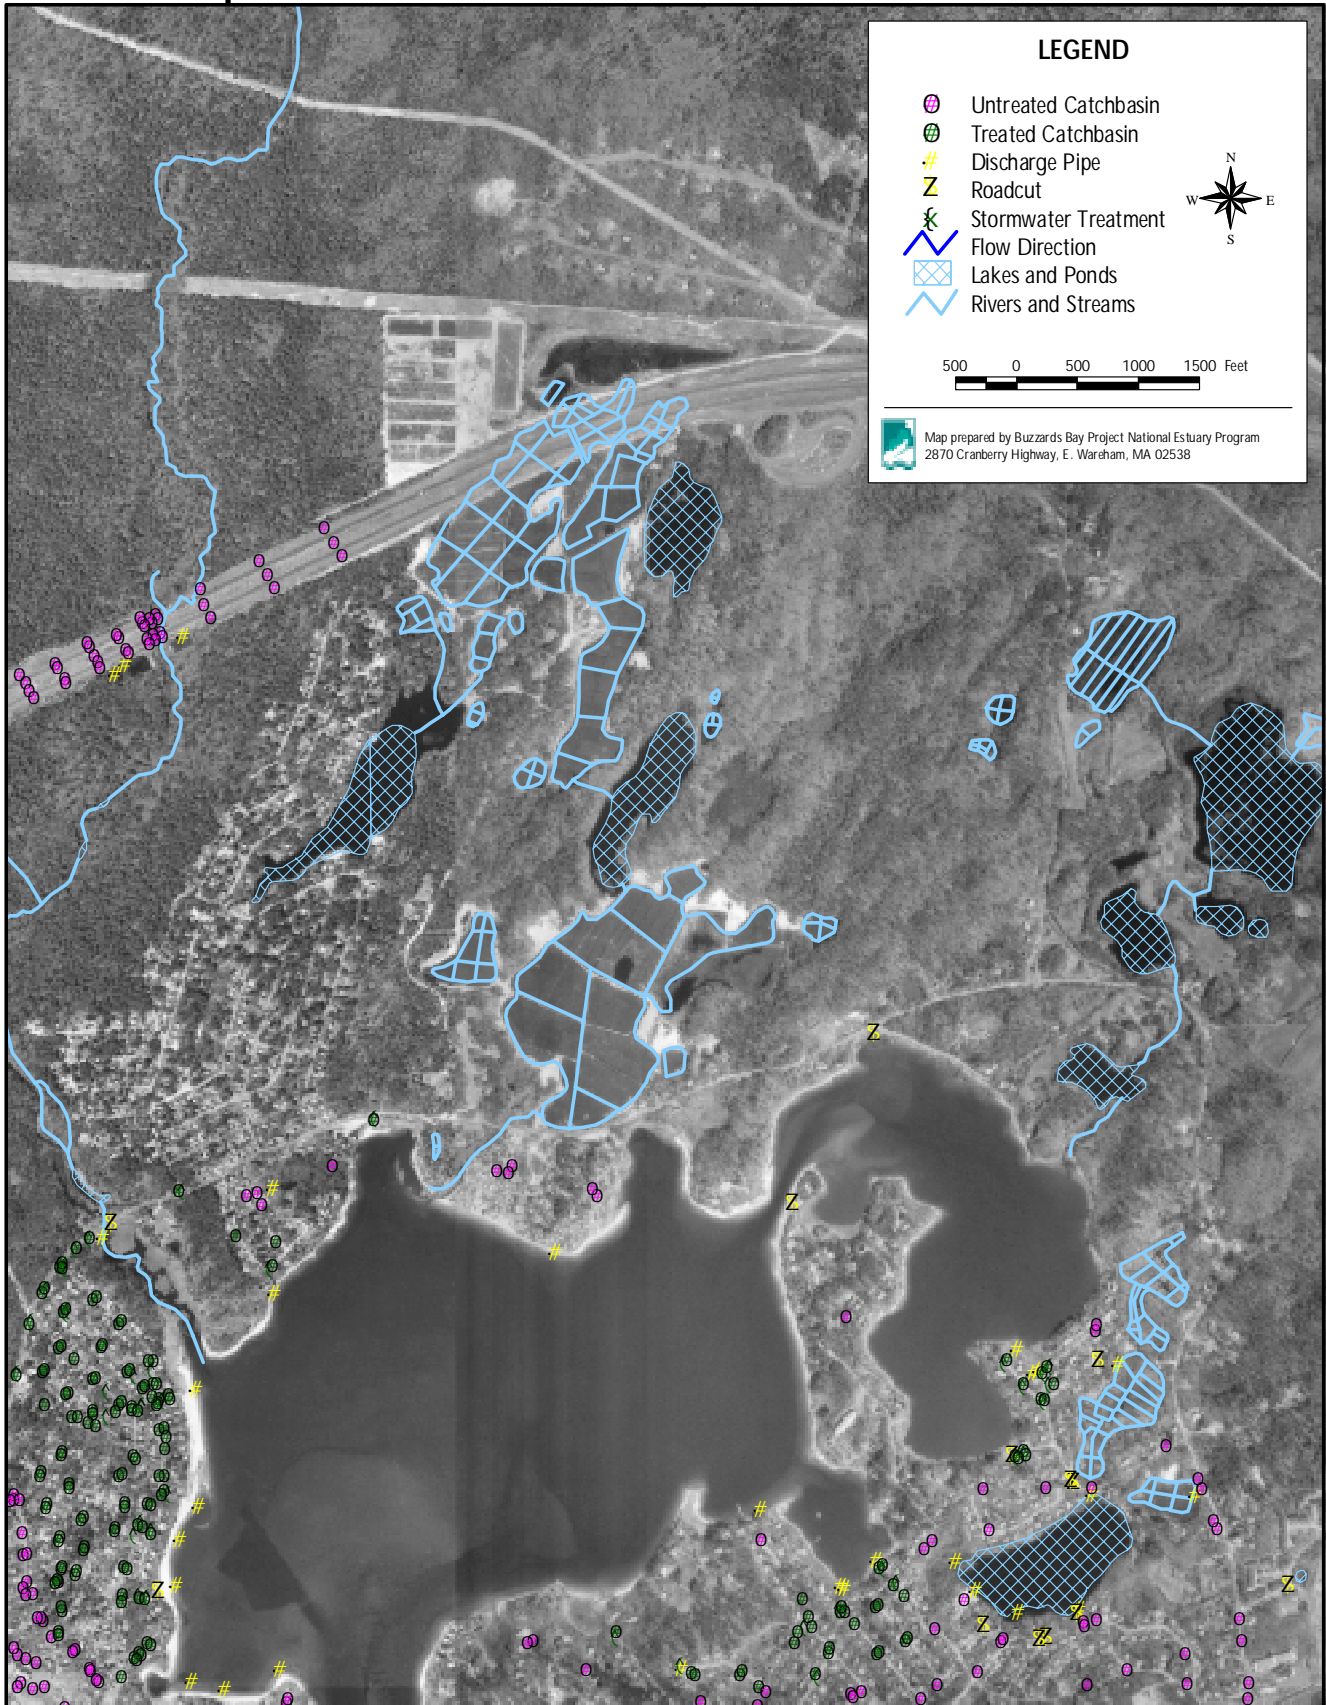 LEGEND
Untreated Catchbasin
Treated Catchbasin
Discharge Pipe
Roadcut
Stormwater Treatment
Flow Direction
Lakes and Ponds
Rivers and Streams
N
W E
S
500 0 500 1000 1500 Feet
Map prepared by Buzzards Bay Project National Estuary Program
2870 Cranberry Highway, E. Wareham, MA 02538